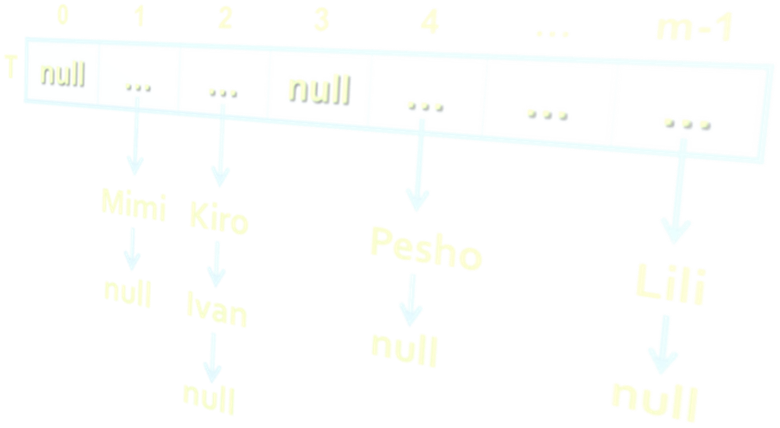 0 1 2 3 4 ... m-1
T null ... ... null ... ... ...
Mimi Kiro Pesho Lili
null Ivan null null
null